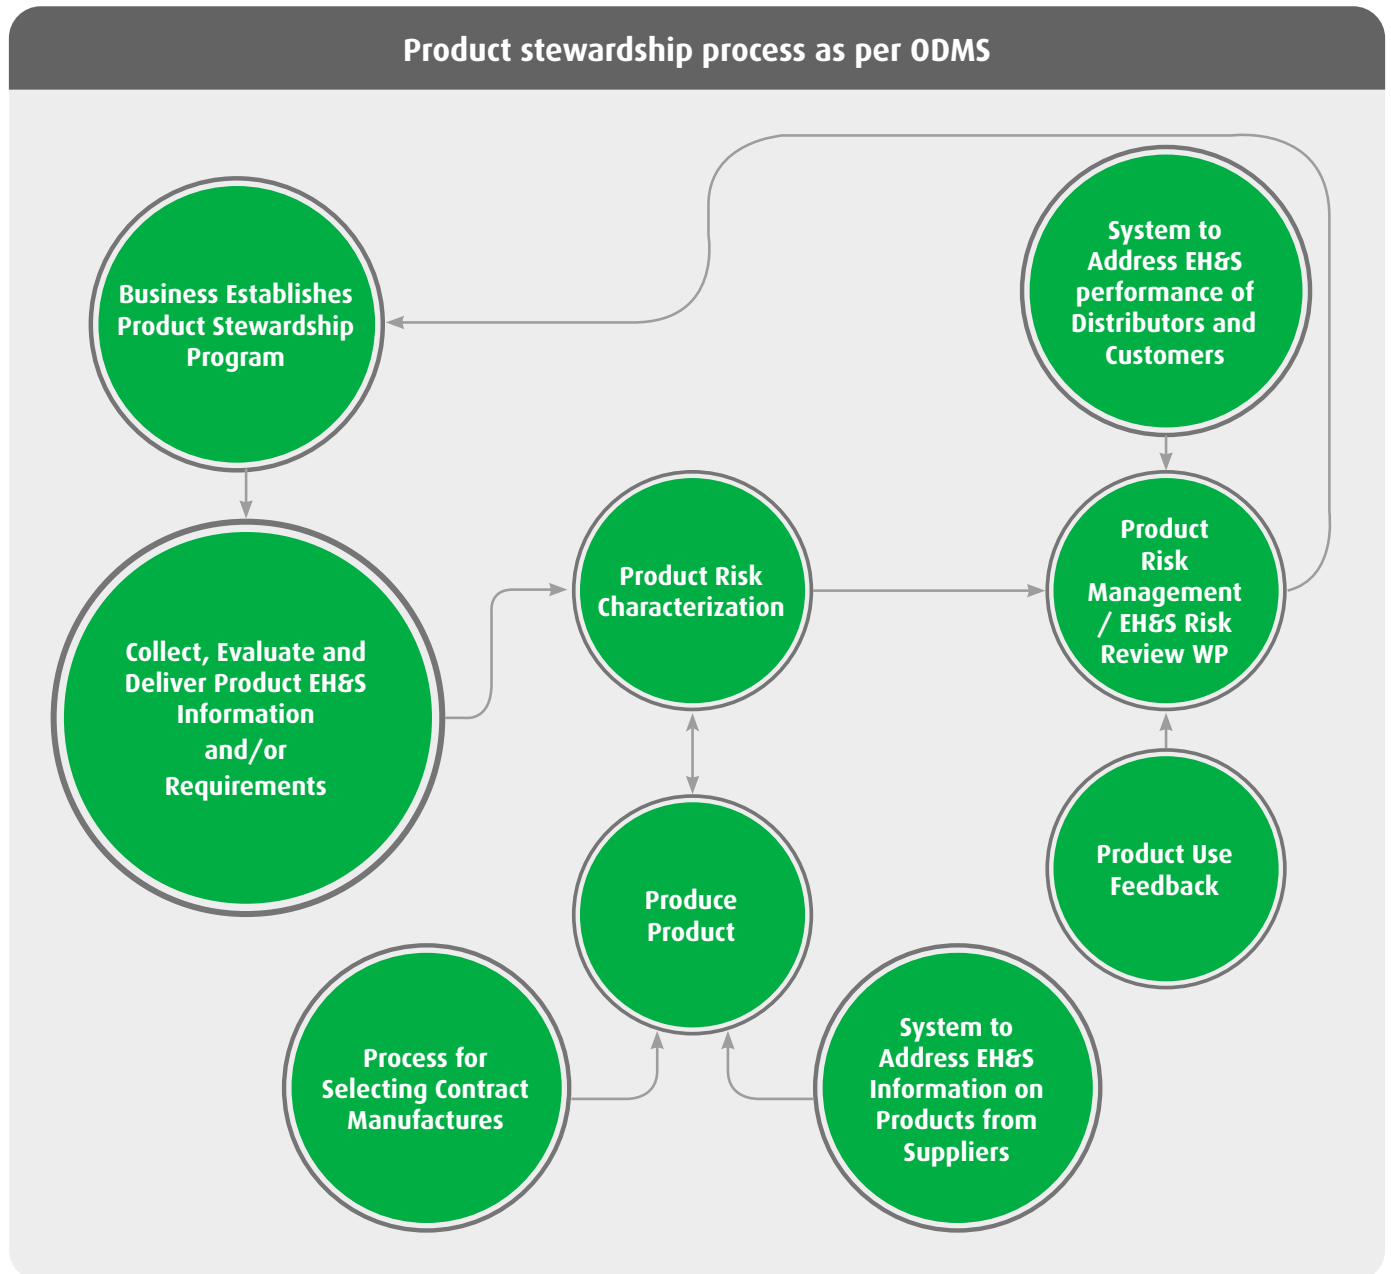 Product stewardship process as per ODMS
Business Establishes
Product Stewardship
Program
System to
Address EH&S
performance of
Distributors and
Customers
Collect, Evaluate and
Deliver Product EH&S
Information
and/or
Requirements
Product Risk
Characterization
Product
Risk
Management
/ EH&S Risk
Review WP
Produce
Product
Product Use
Feedback
Process for
Selecting Contract
Manufactures
System to
Address EH&S
Information on
Products from
Suppliers